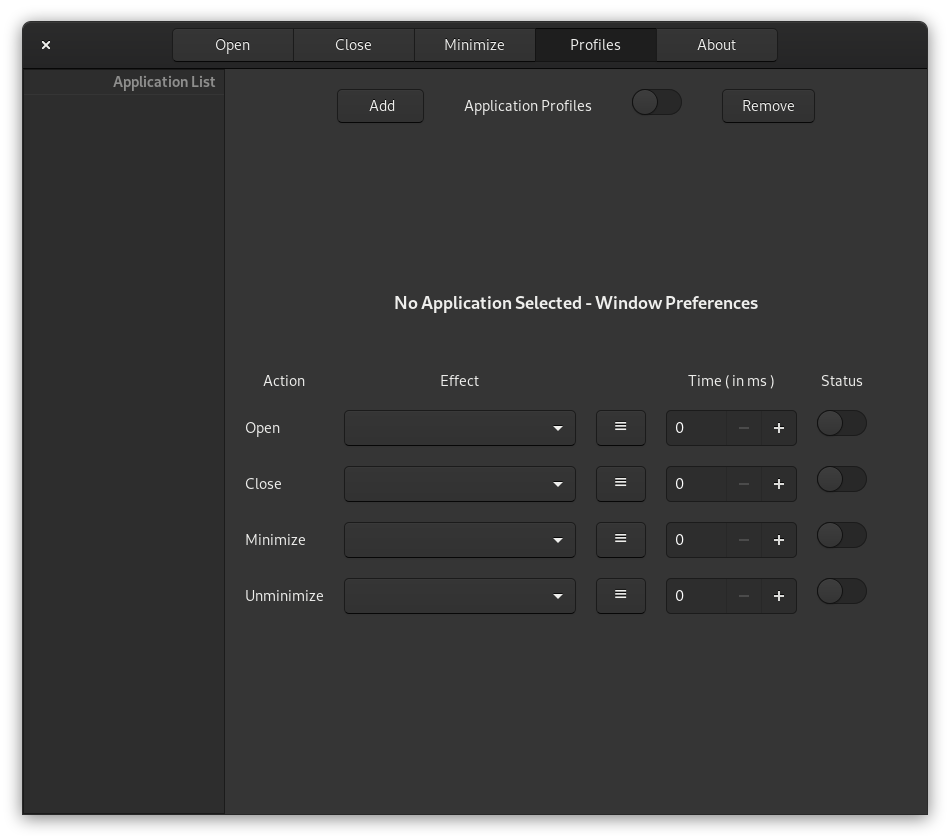 Open Close Minimize Profiles About
Application List
Add Application Profiles Remove
No Application Selected - Window Preferences
Action Effect Time ( in ms ) Status
Open 0
Close 0
Minimize 0
Unminimize 0